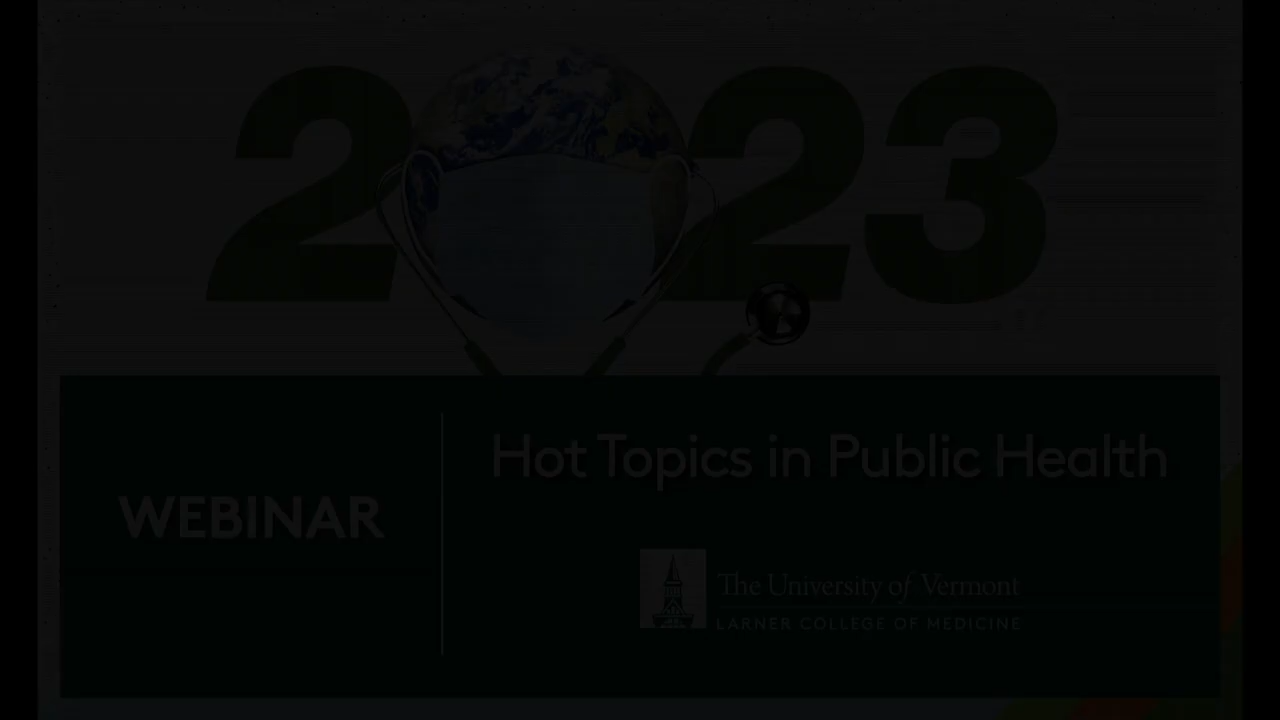 2023
WEBINAR
Hot Topics in Public Health
The University of Vermont
LARNER COLLEGE OF MEDICINE